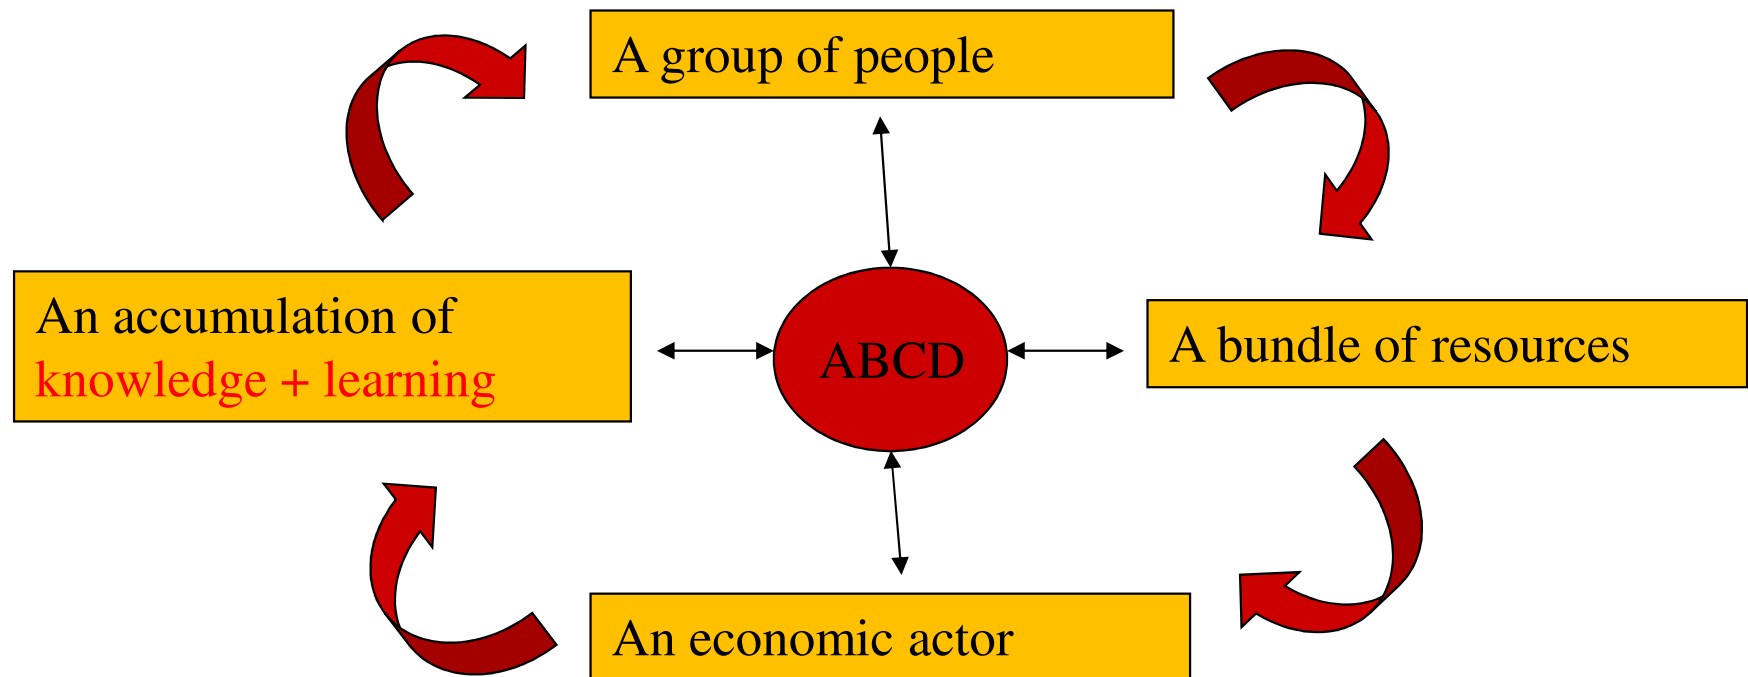 A group of people
An accumulation of
knowledge + learning
ABCD
A bundle of resources
An economic actor